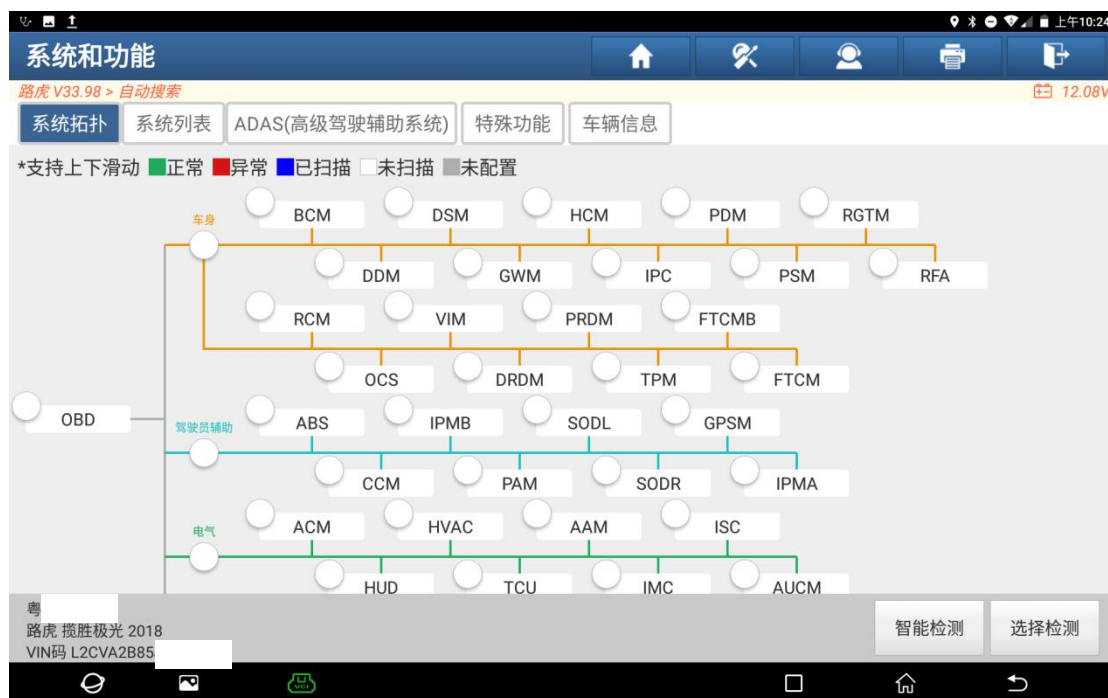 上午10:24
系统和功能
路虎 V33.98 > 自动搜索 12.08V
系统拓扑 系统列表 ADAS(高级驾驶辅助系统) 特殊功能 车辆信息
*支持上下滑动 正常 异常 已扫描 未扫描 未配置
车身 BCM DSM HCM PDM RGTM
DDM GWM IPC PSM RFA
RCM VIM PRDM FTCMB
OCS DRDM TPM FTCM
OBD
驾驶员辅助 ABS IPMB SODL GPSM
CCM PAM SODR IPMA
电气 ACM HVAC AAM ISC
HUD TCU IMC AUCM
粤
路虎 揽胜极光 2018
VIN码 L2CVA2B85
智能检测 选择检测
VCI